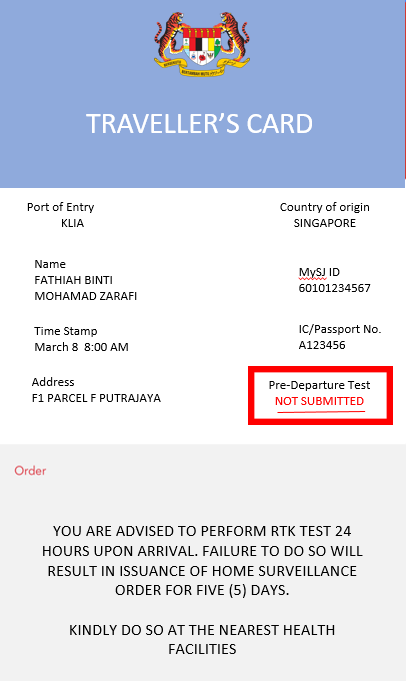 TRAVELLER'S CARD
Port of Entry
KLIA
Country of origin
SINGAPORE
Name
FATHIAH BINTI
MOHAMAD ZARAFI
MySJ ID
60101234567
Time Stamp
March 8 8:00 AM
IC/Passport No.
A123456
Address
F1 PARCEL F PUTRAJAYA
Pre-Departure Test
NOT SUBMITTED
Order
YOU ARE ADVISED TO PERFORM RTK TEST 24
HOURS UPON ARRIVAL. FAILURE TO DO SO WILL
RESULT IN ISSUANCE OF HOME SURVEILLANCE
ORDER FOR FIVE (5) DAYS.
KINDLY DO SO AT THE NEAREST HEALTH
FACILITIES